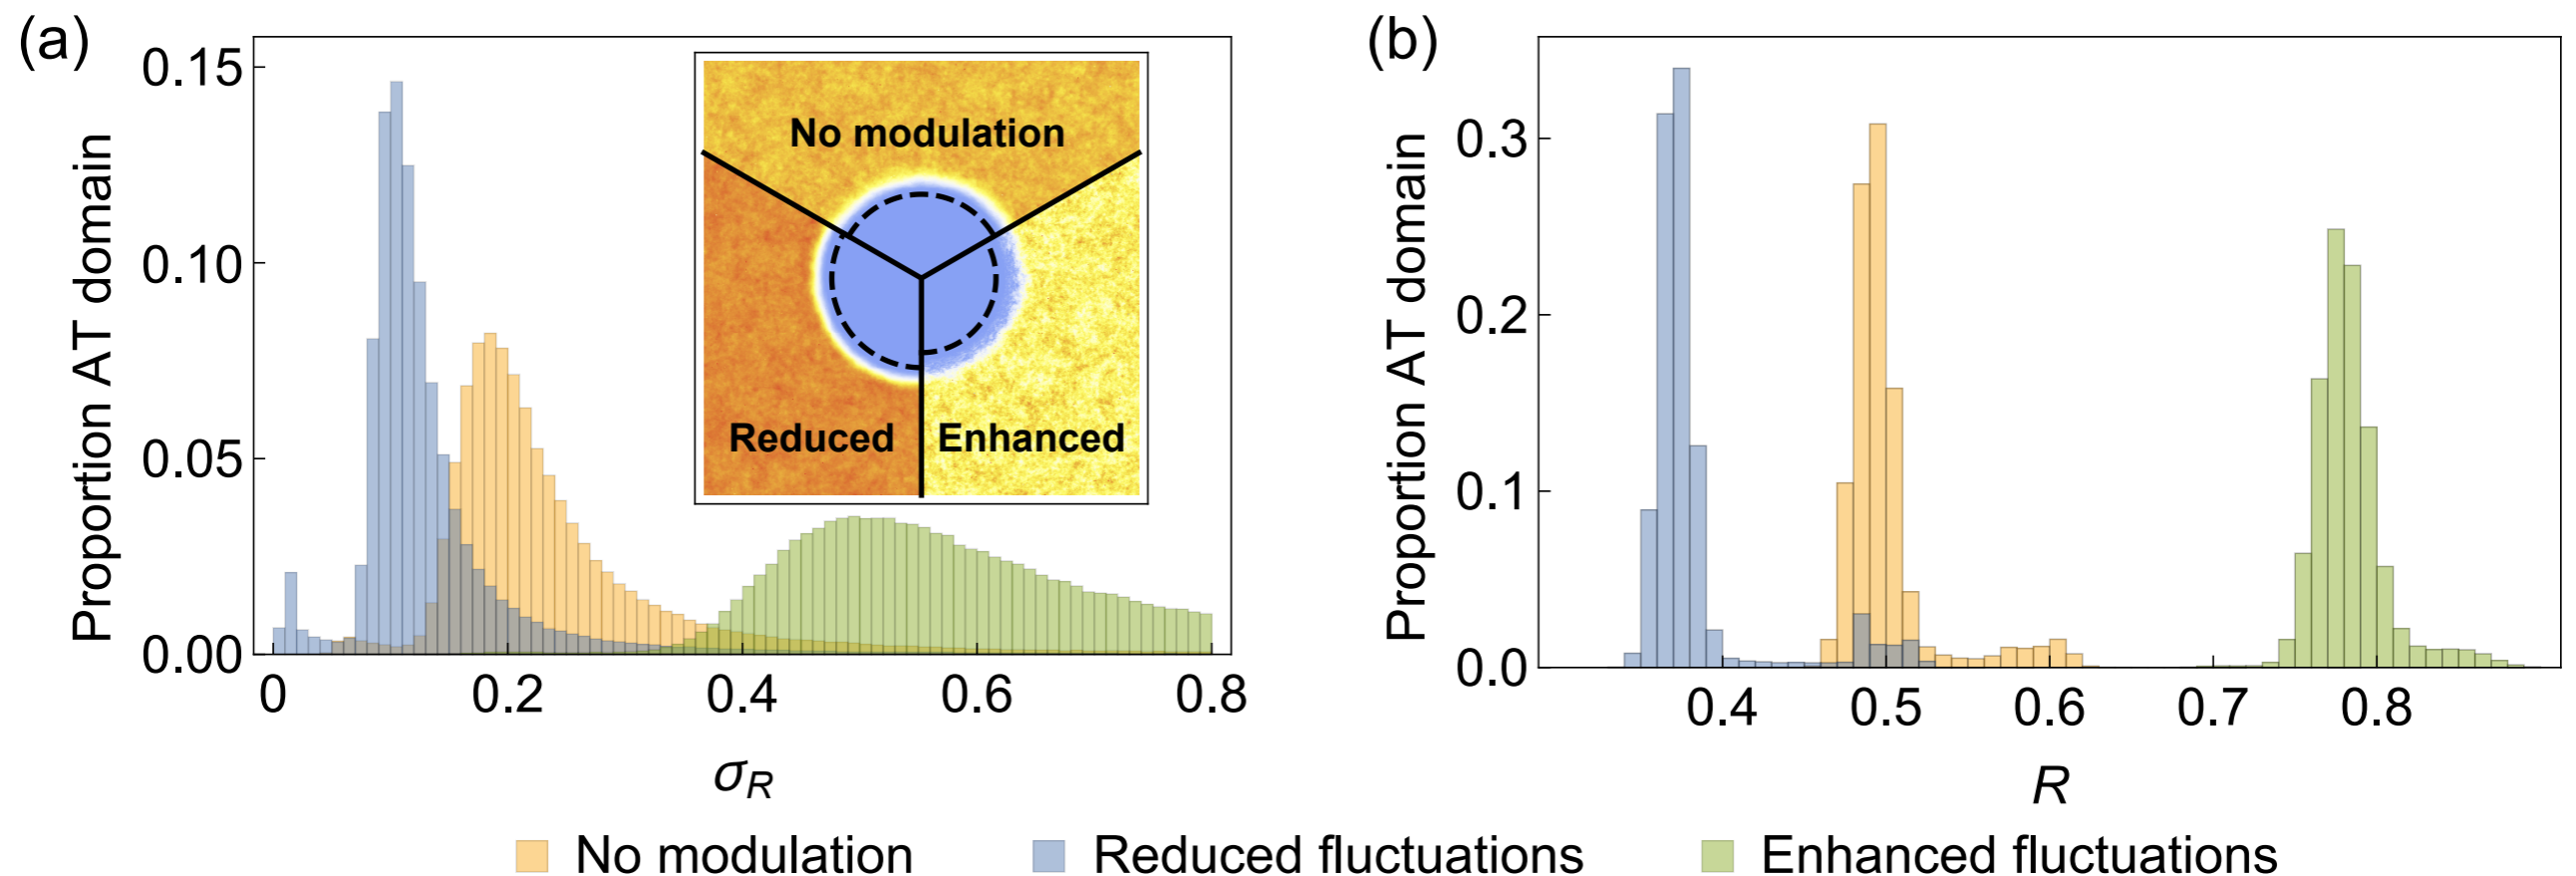 (a)
Proportion AT domain
0.15
0.10
0.05
0.00
0 0.2 0.4 0.6 0.8
σR
No modulation
Reduced Enhanced
(b)
Proportion AT domain
0.3
0.2
0.1
0.0
0.4 0.5 0.6 0.7 0.8
R
No modulation Reduced fluctuations Enhanced fluctuations